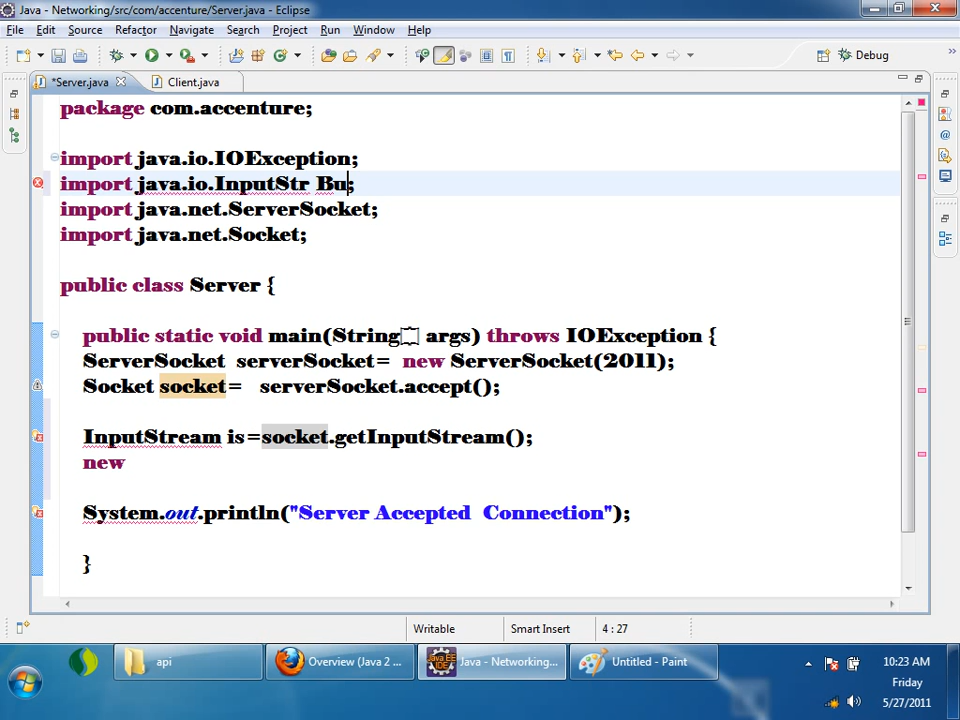 Java - Networking/src/com/accenture/Server.java - Eclipse
File Edit Source Refactor Navigate Search Project Run Window Help
Debug
*Server.java Client.java
package com.accenture;
import java.io.IOException;
import java.io.InputStr Bu;
import java.net.ServerSocket;
import java.net.Socket;
public class Server {
public static void main(String[] args) throws IOException {
ServerSocket serverSocket= new ServerSocket(2011);
Socket socket= serverSocket.accept();
InputStream is=socket.getInputStream();
new
System.out.println("Server Accepted Connection");
}
Writable Smart Insert 4 : 27
api Overview (Java 2 ... Java - Networking... Untitled - Paint
10:23 AM
Friday
5/27/2011